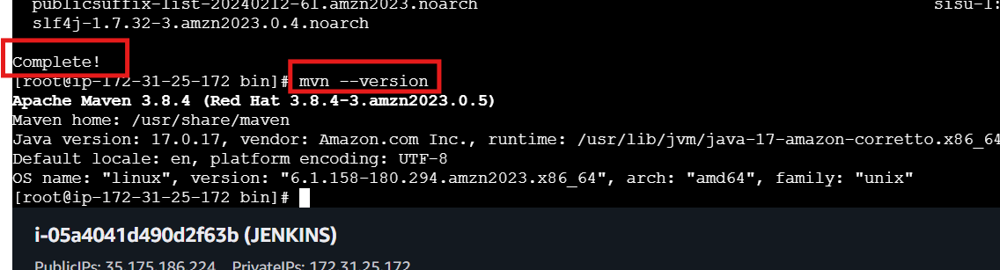 publicsuffix-list-20240212-61.amzn2023.noarch sisu-1:
slf4j-1.7.32-3.amzn2023.0.4.noarch
Complete!
[root@ip-172-31-25-172 bin]# mvn --version
Apache Maven 3.8.4 (Red Hat 3.8.4-3.amzn2023.0.5)
Maven home: /usr/share/maven
Java version: 17.0.17, vendor: Amazon.com Inc., runtime: /usr/lib/jvm/java-17-amazon-corretto.x86_64
Default locale: en, platform encoding: UTF-8
OS name: "linux", version: "6.1.158-180.294.amzn2023.x86_64", arch: "amd64", family: "unix"
[root@ip-172-31-25-172 bin]#
i-05a4041d490d2f63b (JENKINS)
PublicIPs: 35.175.186.224 PrivateIPs: 172.31.25.172